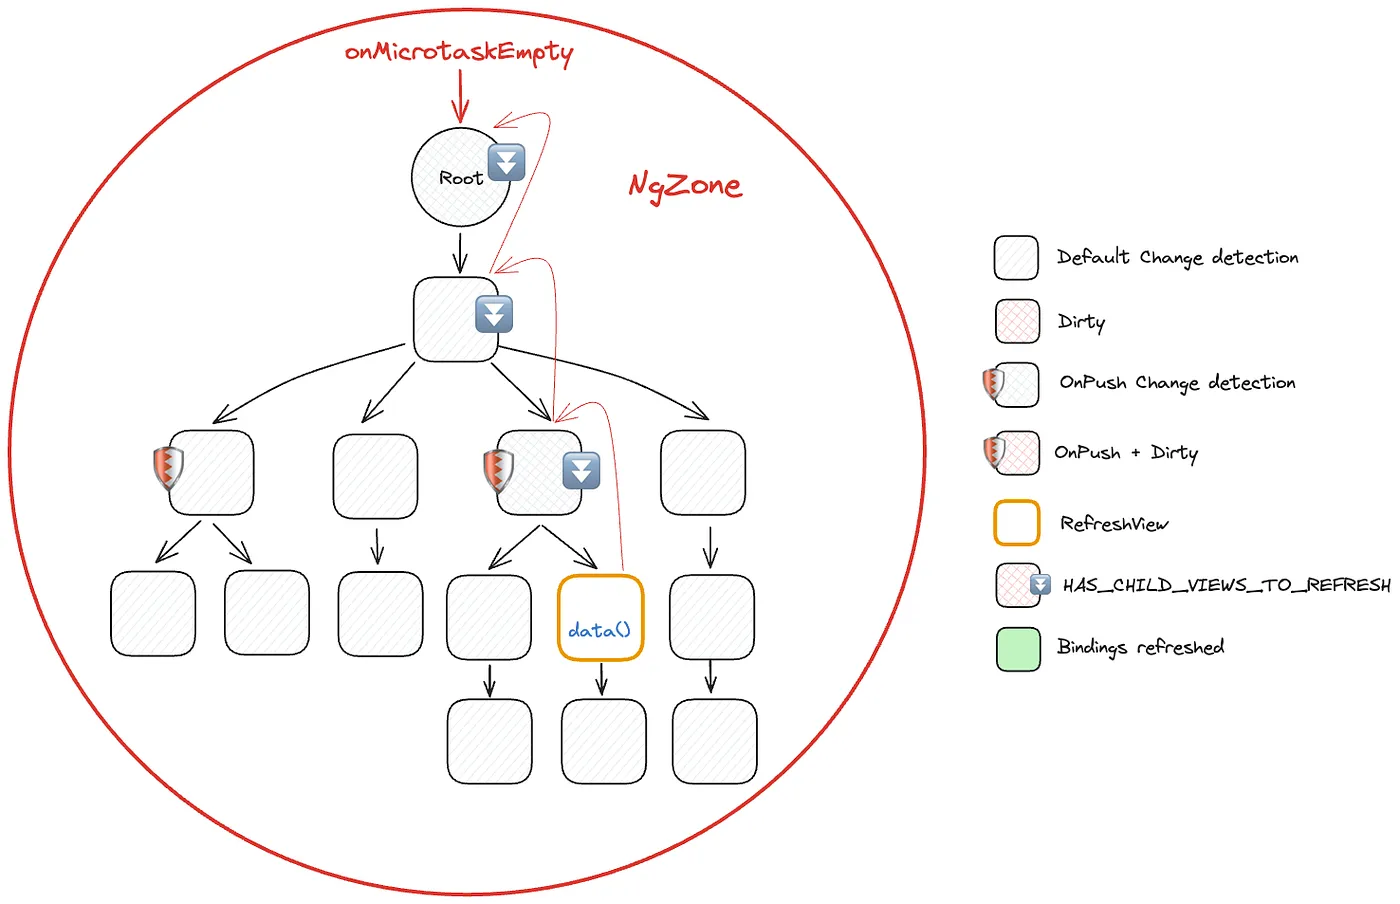 onMicrotaskEmpty
Root
NgZone
data()
Default Change detection
Dirty
OnPush Change detection
OnPush + Dirty
RefreshView
HAS_CHILD_VIEWS_TO_REFRESH
Bindings refreshed